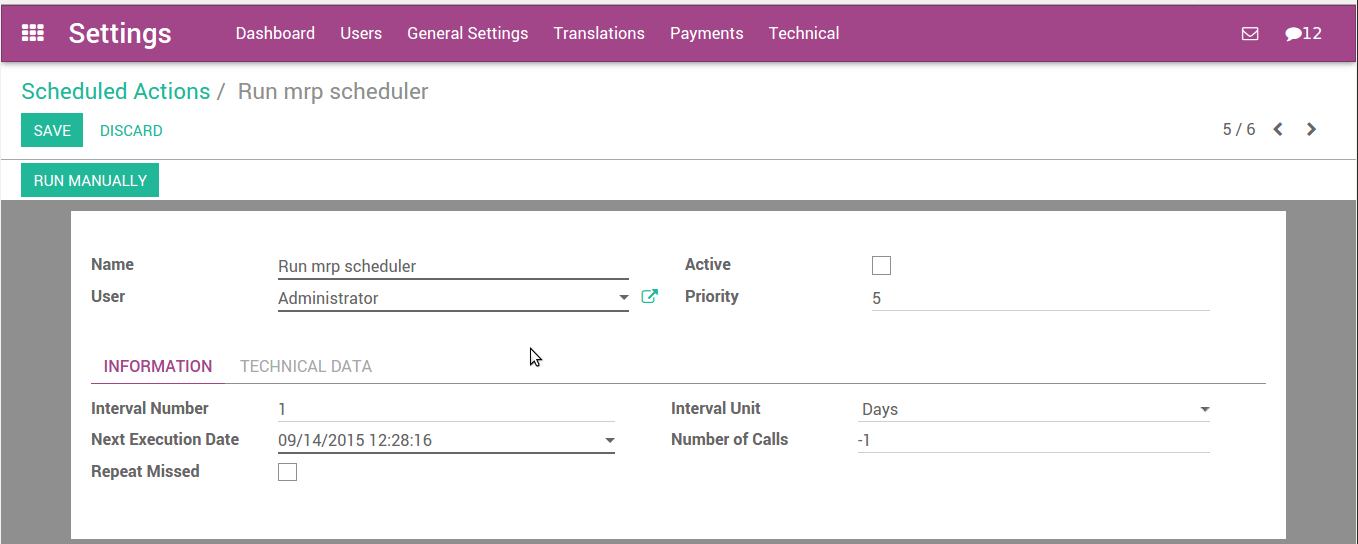 Settings Dashboard Users General Settings Translations Payments Technical 12
Scheduled Actions / Run mrp scheduler
SAVE DISCARD 5 / 6
RUN MANUALLY
Name Run mrp scheduler Active
User Administrator Priority 5
INFORMATION TECHNICAL DATA
Interval Number 1 Interval Unit Days
Next Execution Date 09/14/2015 12:28:16 Number of Calls -1
Repeat Missed